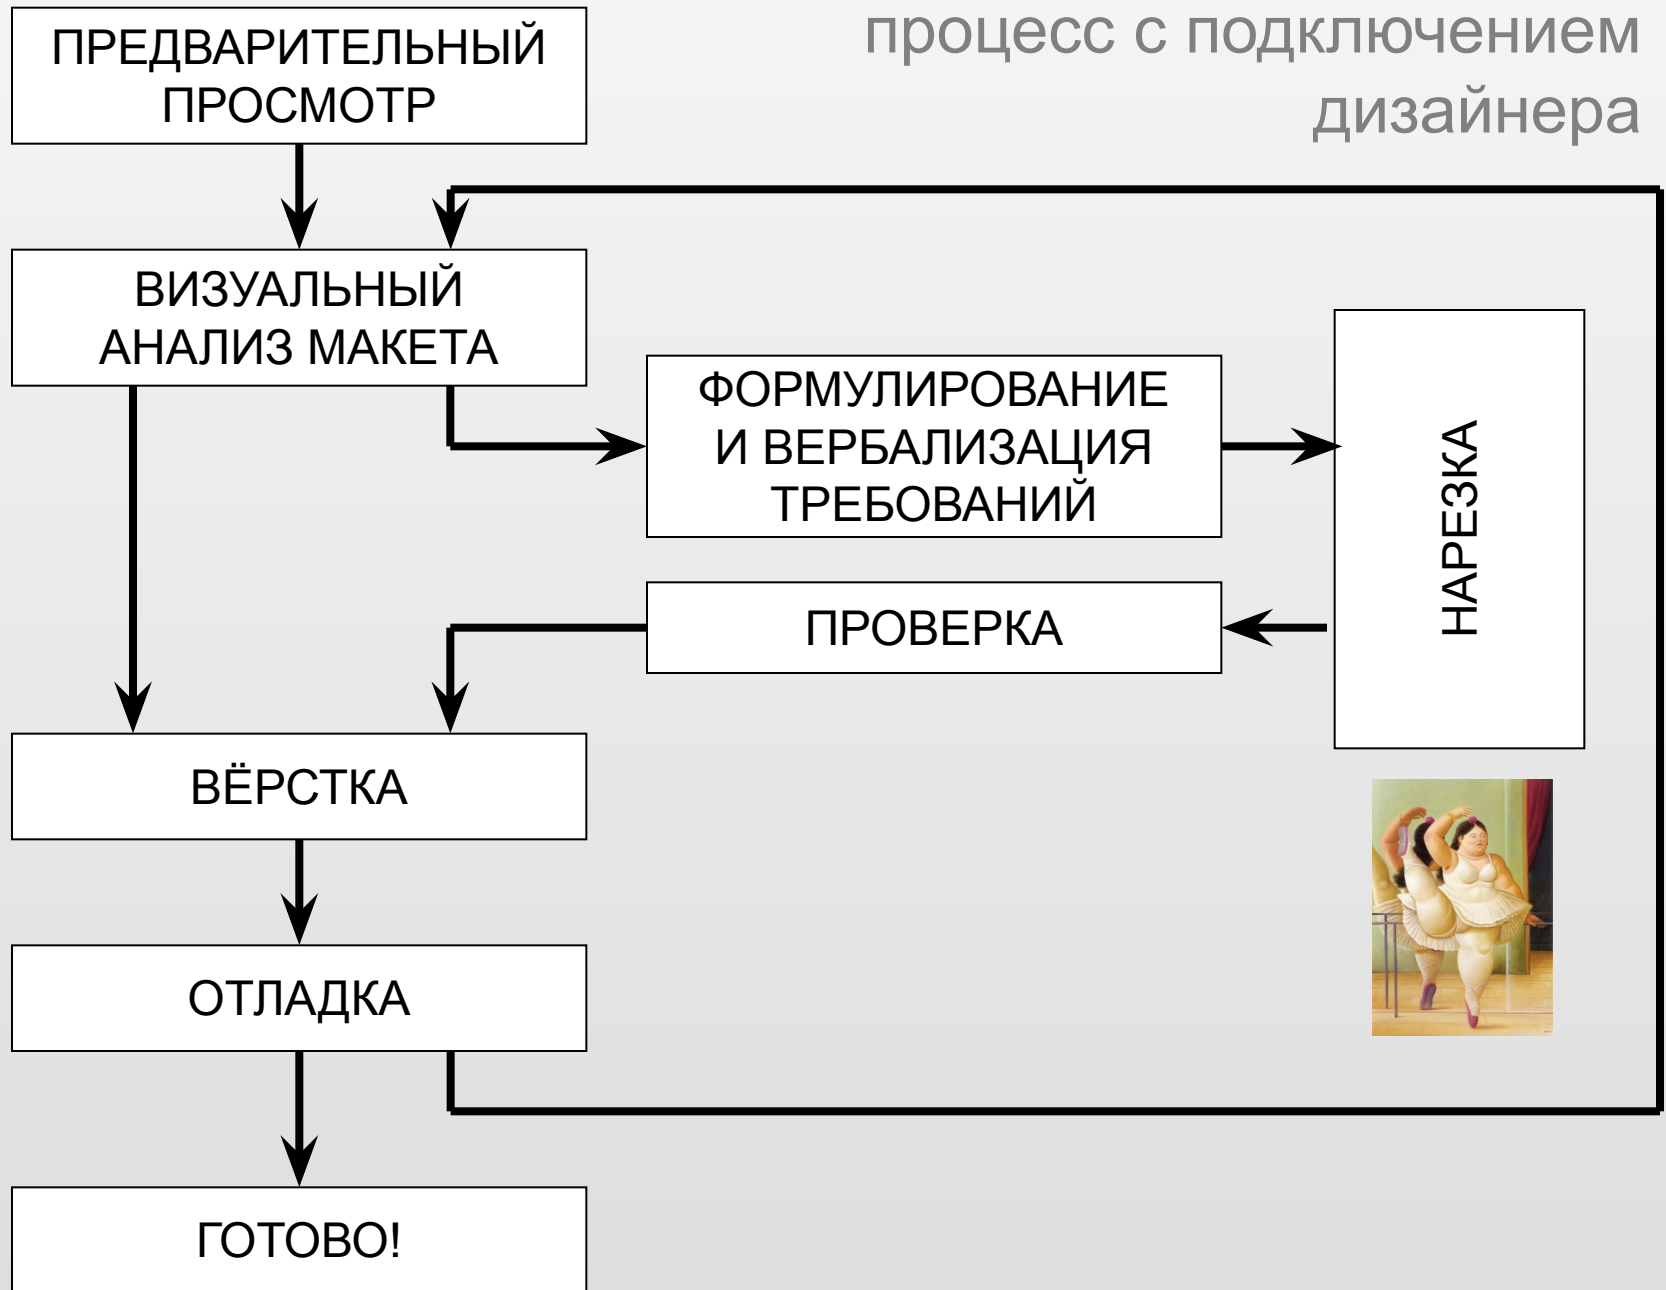 процесс с подключением
дизайнера
ПРЕДВАРИТЕЛЬНЫЙ
ПРОСМОТР
ВИЗУАЛЬНЫЙ
АНАЛИЗ МАКЕТА
ФОРМУЛИРОВАНИЕ
И ВЕРБАЛИЗАЦИЯ
ТРЕБОВАНИЙ
НАРЕЗКА
ПРОВЕРКА
ВЁРСТКА
ОТЛАДКА
ГОТОВО!